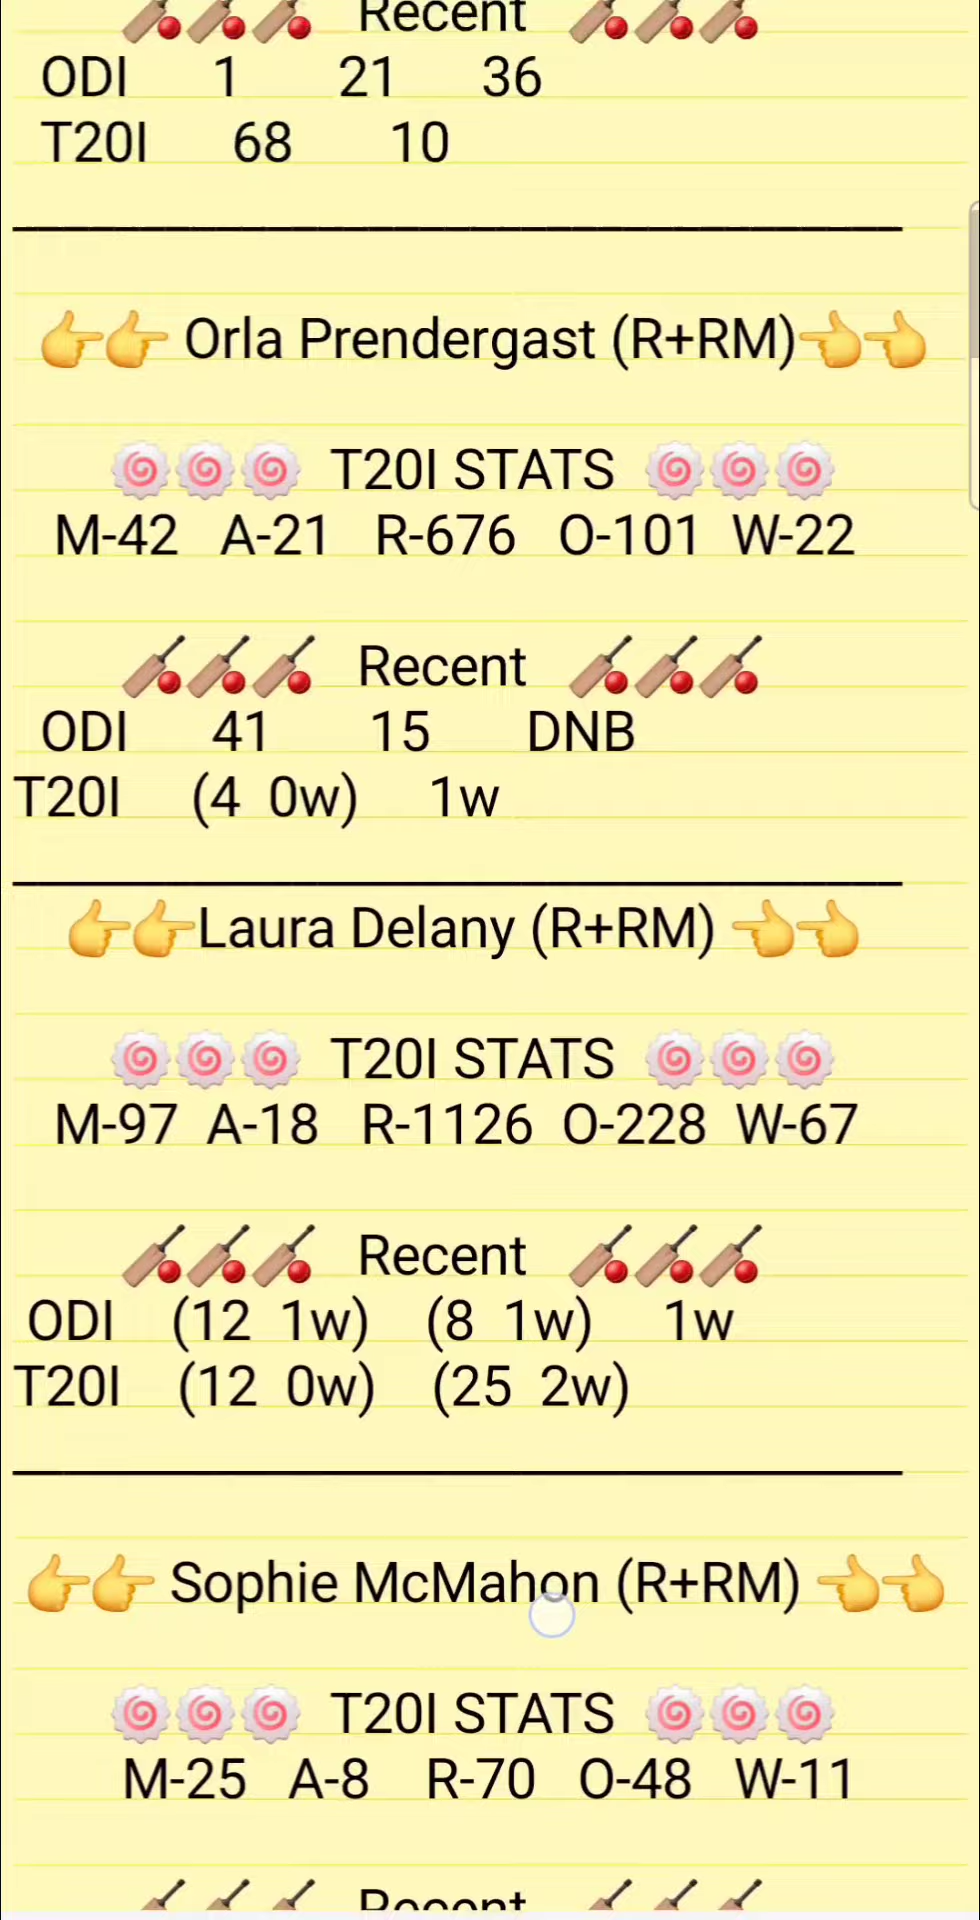 Recent
ODI 1 21 36
T20I 68 10
👉👉 Orla Prendergast (R+RM)👈👈
🍥🍥🍥 T20I STATS 🍥🍥🍥
M-42 A-21 R-676 O-101 W-22
🏏🏏🏏 Recent 🏏🏏🏏
ODI 41 15 DNB
T20I (4 0w) 1w
👉👉Laura Delany (R+RM) 👈👈
🍥🍥🍥 T20I STATS 🍥🍥🍥
M-97 A-18 R-1126 O-228 W-67
🏏🏏🏏 Recent 🏏🏏🏏
ODI (12 1w) (8 1w) 1w
T20I (12 0w) (25 2w)
👉👉 Sophie McMahon (R+RM) 👈👈
🍥🍥🍥 T20I STATS 🍥🍥🍥
M-25 A-8 R-70 O-48 W-11
Recent